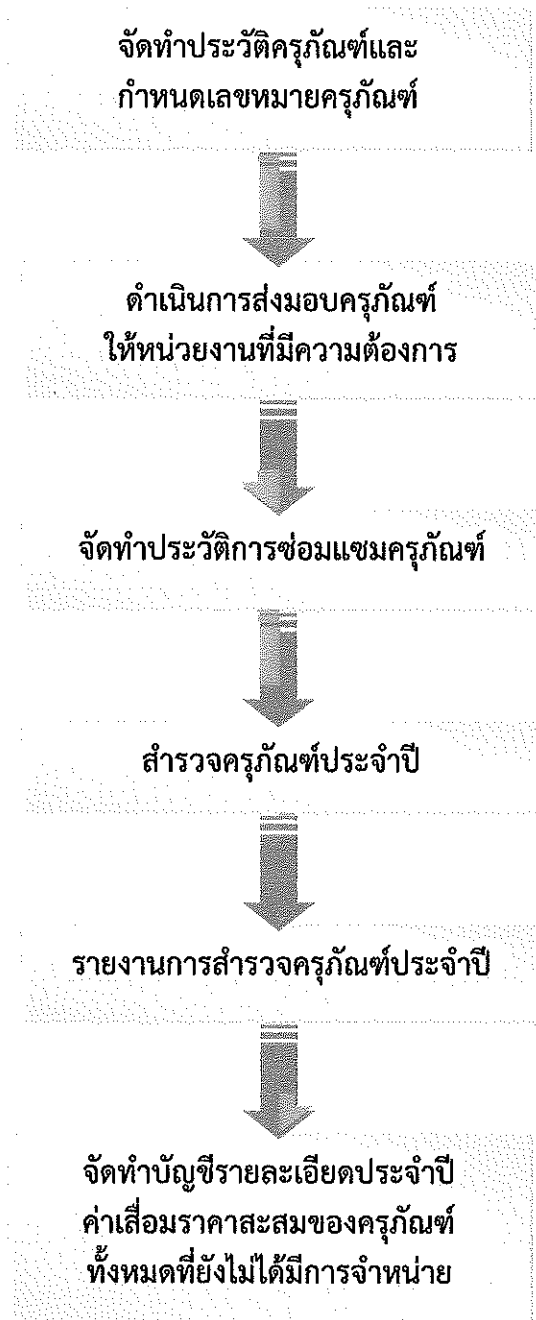 จัดทำประวัติครุภัณฑ์และ
กำหนดเลขหมายครุภัณฑ์
ดำเนินการส่งมอบครุภัณฑ์
ให้หน่วยงานที่มีความต้องการ
จัดทำประวัติการซ่อมแซมครุภัณฑ์
สำรวจครุภัณฑ์ประจำปี
รายงานการสำรวจครุภัณฑ์ประจำปี
จัดทำบัญชีรายละเอียดประจำปี
ค่าเสื่อมราคาสะสมของครุภัณฑ์
ทั้งหมดที่ยังไม่ได้มีการจำหน่าย